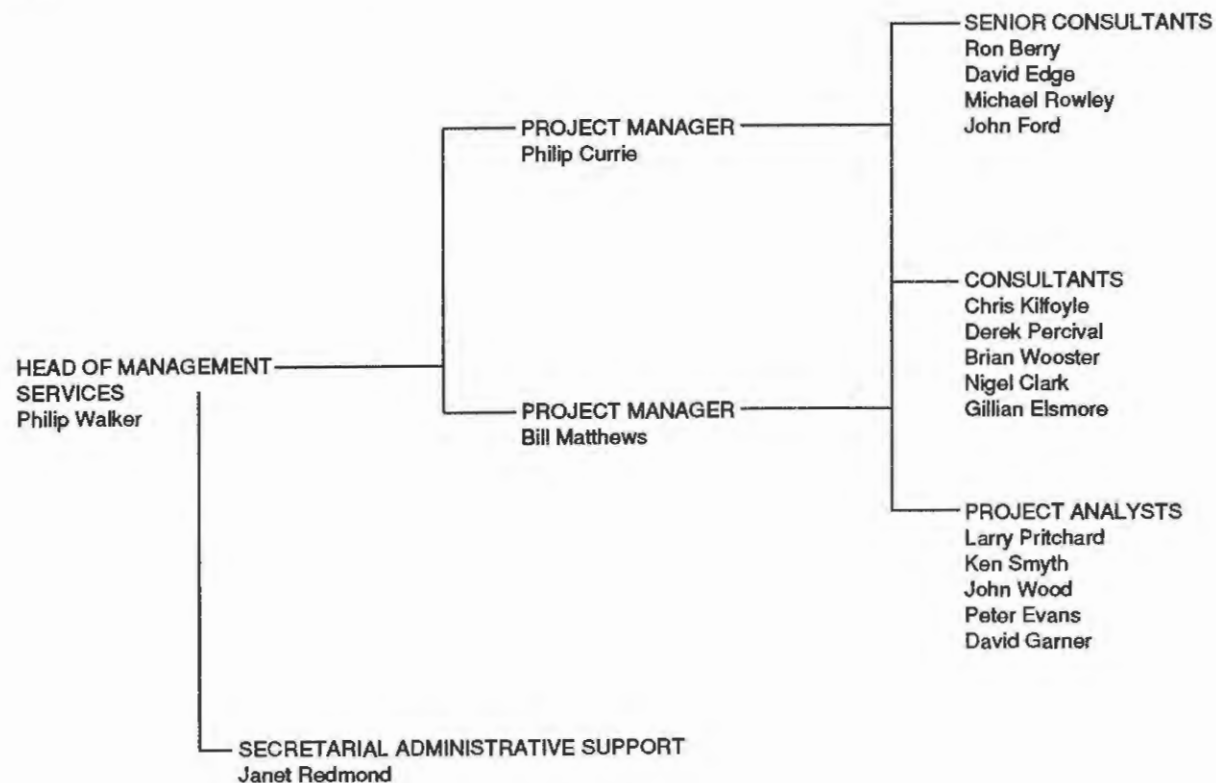 SENIOR CONSULTANTS
Ron Berry
David Edge
Michael Rowley
John Ford
PROJECT MANAGER
Philip Currie
CONSULTANTS
Chris Kilfoyle
Derek Percival
Brian Wooster
Nigel Clark
Gillian Elsmore
HEAD OF MANAGEMENT
SERVICES
Philip Walker
PROJECT MANAGER
Bill Matthews
PROJECT ANALYSTS
Larry Pritchard
Ken Smyth
John Wood
Peter Evans
David Garner
SECRETARIAL ADMINISTRATIVE SUPPORT
Janet Redmond